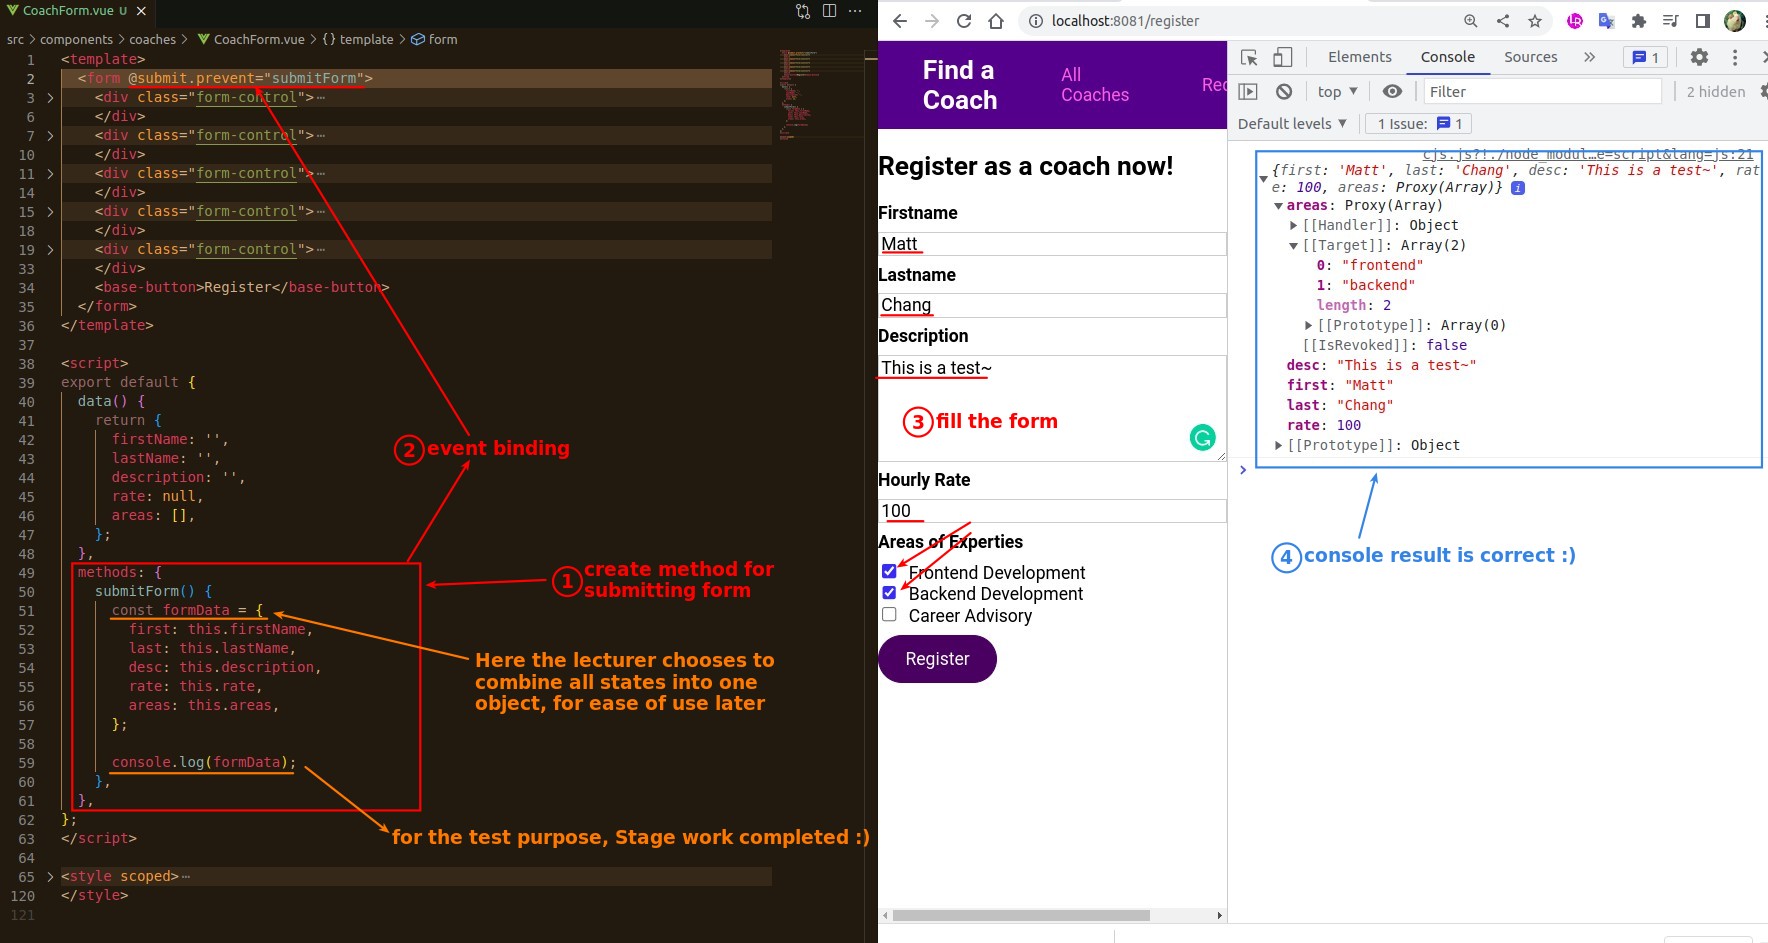 CoachForm.vue U
src > components > coaches > CoachForm.vue > {} template > form
1 <template>
2 <form @submit.prevent="submitForm">
3 <div class="form-control">…
6 </div>
7 <div class="form-control">…
10 </div>
11 <div class="form-control">…
14 </div>
15 <div class="form-control">…
18 </div>
19 <div class="form-control">…
33 </div>
34 <base-button>Register</base-button>
35 </form>
36 </template>
37
38 <script>
39 export default {
40 data() {
41 return {
42 firstName: '',
43 lastName: '',
44 description: '',
45 rate: null,
46 areas: [],
47 };
48 },
49 methods: {
50 submitForm() {
51 const formData = {
52 first: this.firstName,
53 last: this.lastName,
54 desc: this.description,
55 rate: this.rate,
56 areas: this.areas,
57 };
58
59 console.log(formData);
60 },
61 },
62 };
63 </script>
64
65 <style scoped>…
120 </style>
121
2 event binding
1 create method for
submitting form
Here the lecturer chooses to
combine all states into one
object, for ease of use later
for the test purpose, Stage work completed :)
localhost:8081/register
Find a
Coach
All
Coaches
Rec
Register as a coach now!
Firstname
Matt
Lastname
Chang
Description
This is a test~
3 fill the form
Hourly Rate
100
Areas of Experties
Frontend Development
Backend Development
Career Advisory
Register
Elements Console Sources » 1
top Filter 2 hidden
Default levels 1 Issue: 1
cjs.js?!./node_modul…e=script&lang=js:21
{first: 'Matt', last: 'Chang', desc: 'This is a test~', rat
e: 100, areas: Proxy(Array)} i
areas: Proxy(Array)
[[Handler]]: Object
[[Target]]: Array(2)
0: "frontend"
1: "backend"
length: 2
[[Prototype]]: Array(0)
[[IsRevoked]]: false
desc: "This is a test~"
first: "Matt"
last: "Chang"
rate: 100
[[Prototype]]: Object
4 console result is correct :)